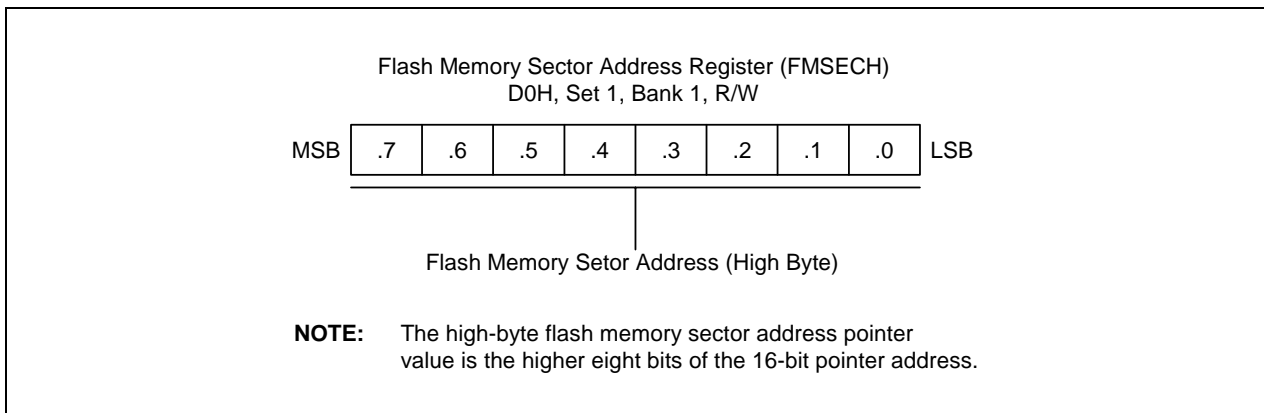 Flash Memory Sector Address Register (FMSECH)
D0H, Set 1, Bank 1, R/W
MSB .7 .6 .5 .4 .3 .2 .1 .0 LSB
Flash Memory Setor Address (High Byte)
NOTE: The high-byte flash memory sector address pointer
value is the higher eight bits of the 16-bit pointer address.